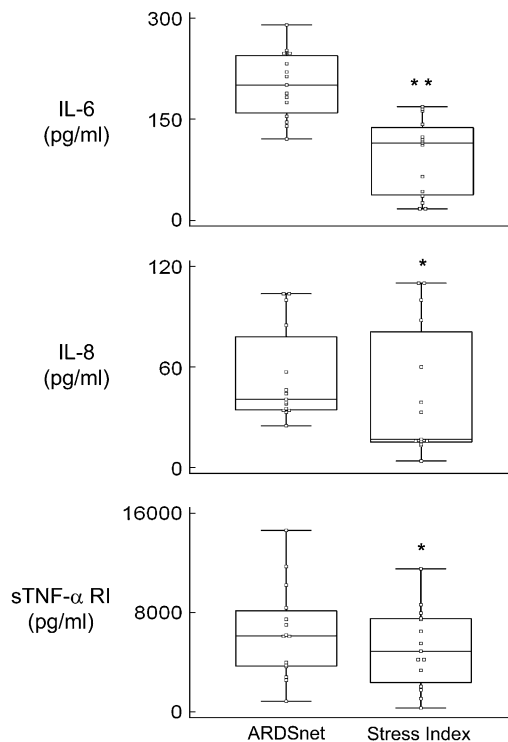 300
* *
IL-6
(pg/ml)
150
0
120
*
IL-8
(pg/ml)
60
0
16000
*
sTNF-α RI
(pg/ml)
8000
0
ARDSnet Stress Index